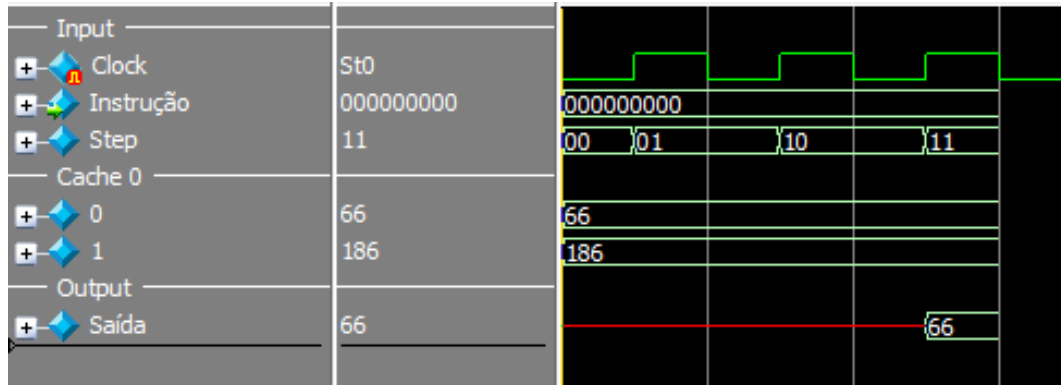 Input
Clock St0
Instrução 000000000 000000000
Step 11 00 01 10 11
Cache 0
0 66 66
1 186 186
Output
Saída 66 66